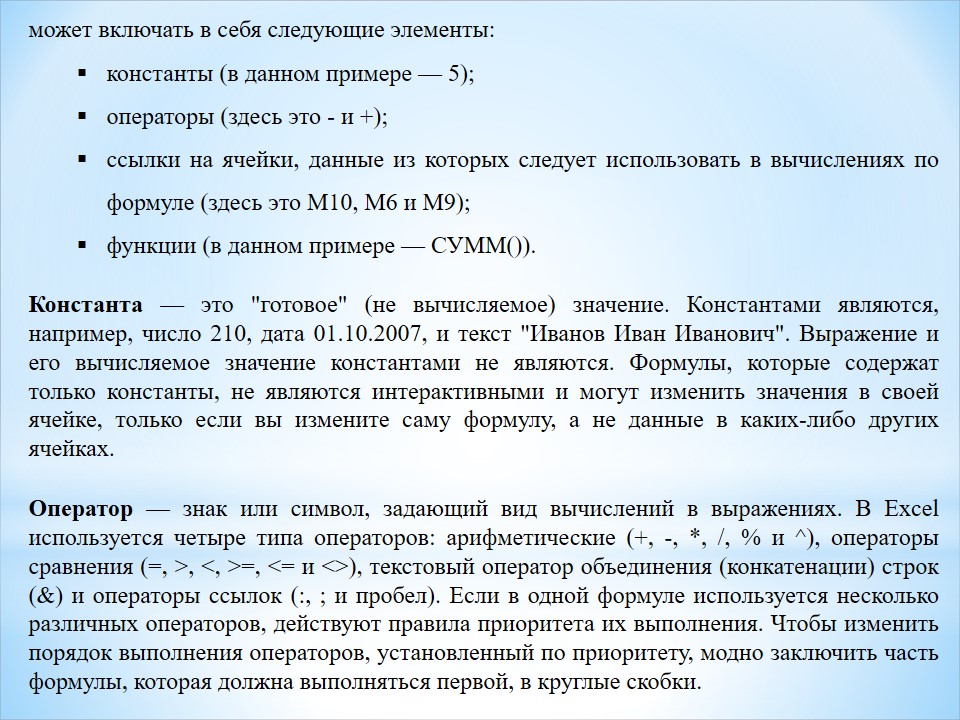 может включать в себя следующие элементы:
▪ константы (в данном примере — 5);
▪ операторы (здесь это - и +);
▪ ссылки на ячейки, данные из которых следует использовать в вычислениях по
формуле (здесь это M10, M6 и M9);
▪ функции (в данном примере — СУММ()).
Константа — это "готовое" (не вычисляемое) значение. Константами являются,
например, число 210, дата 01.10.2007, и текст "Иванов Иван Иванович". Выражение и
его вычисляемое значение константами не являются. Формулы, которые содержат
только константы, не являются интерактивными и могут изменить значения в своей
ячейке, только если вы измените саму формулу, а не данные в каких-либо других
ячейках.
Оператор — знак или символ, задающий вид вычислений в выражениях. В Excel
используется четыре типа операторов: арифметические (+, -, *, /, % и ^), операторы
сравнения (=, >, <, >=, <= и <>), текстовый оператор объединения (конкатенации) строк
(&) и операторы ссылок (:, ; и пробел). Если в одной формуле используется несколько
различных операторов, действуют правила приоритета их выполнения. Чтобы изменить
порядок выполнения операторов, установленный по приоритету, модно заключить часть
формулы, которая должна выполняться первой, в круглые скобки.